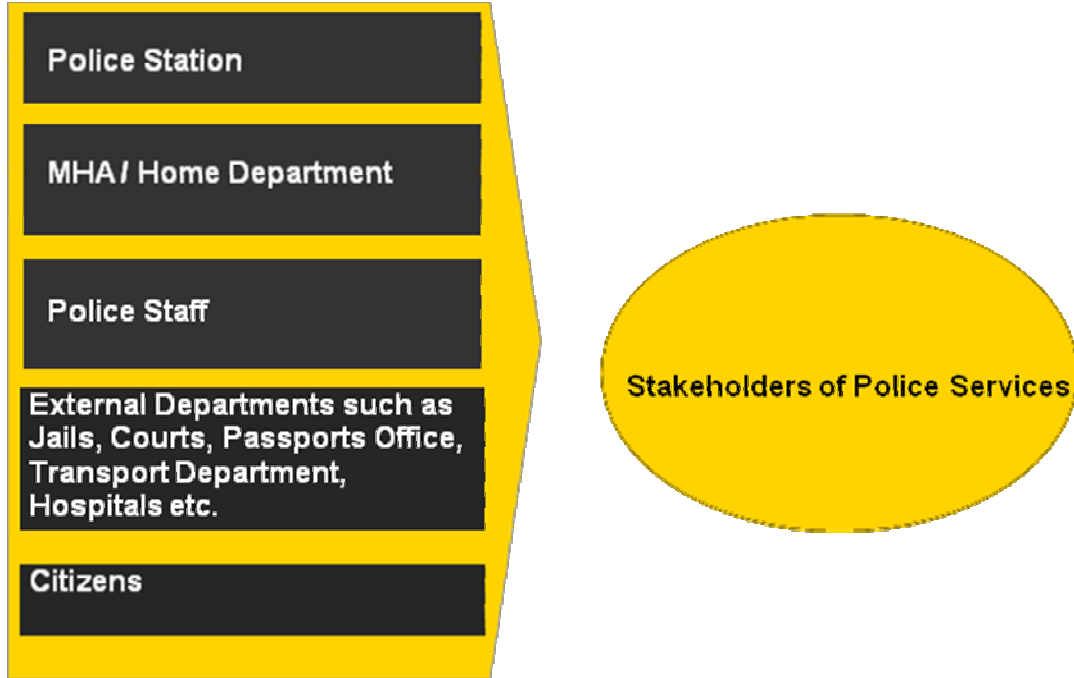 Police Station
MHA / Home Department
Police Staff
External Departments such as
Jails, Courts, Passports Office,
Transport Department,
Hospitals etc.
Citizens
Stakeholders of Police Services